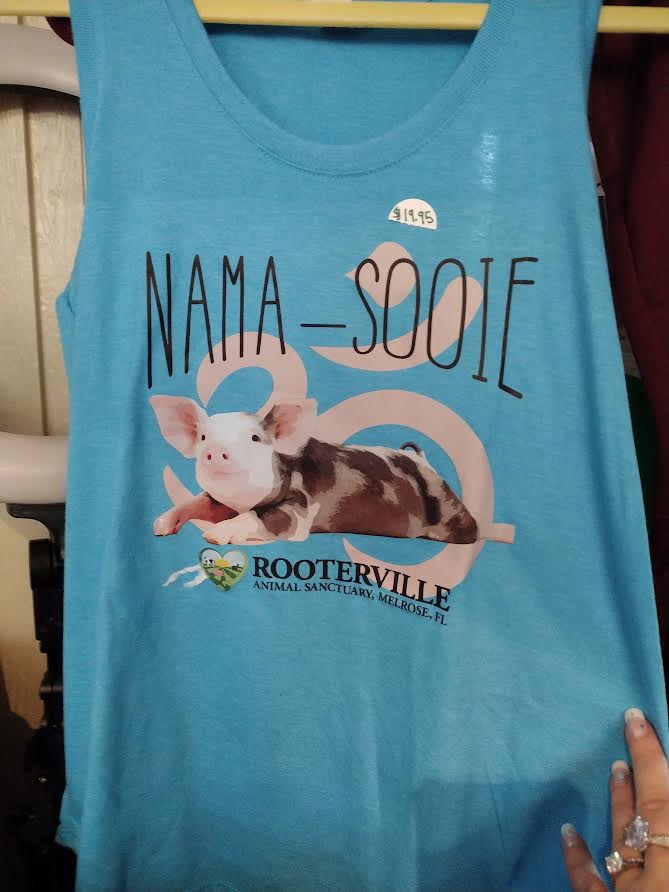 $19.95
NAMA-SOOIE
ROOTERVILLE
ANIMAL SANCTUARY, MELROSE, FL